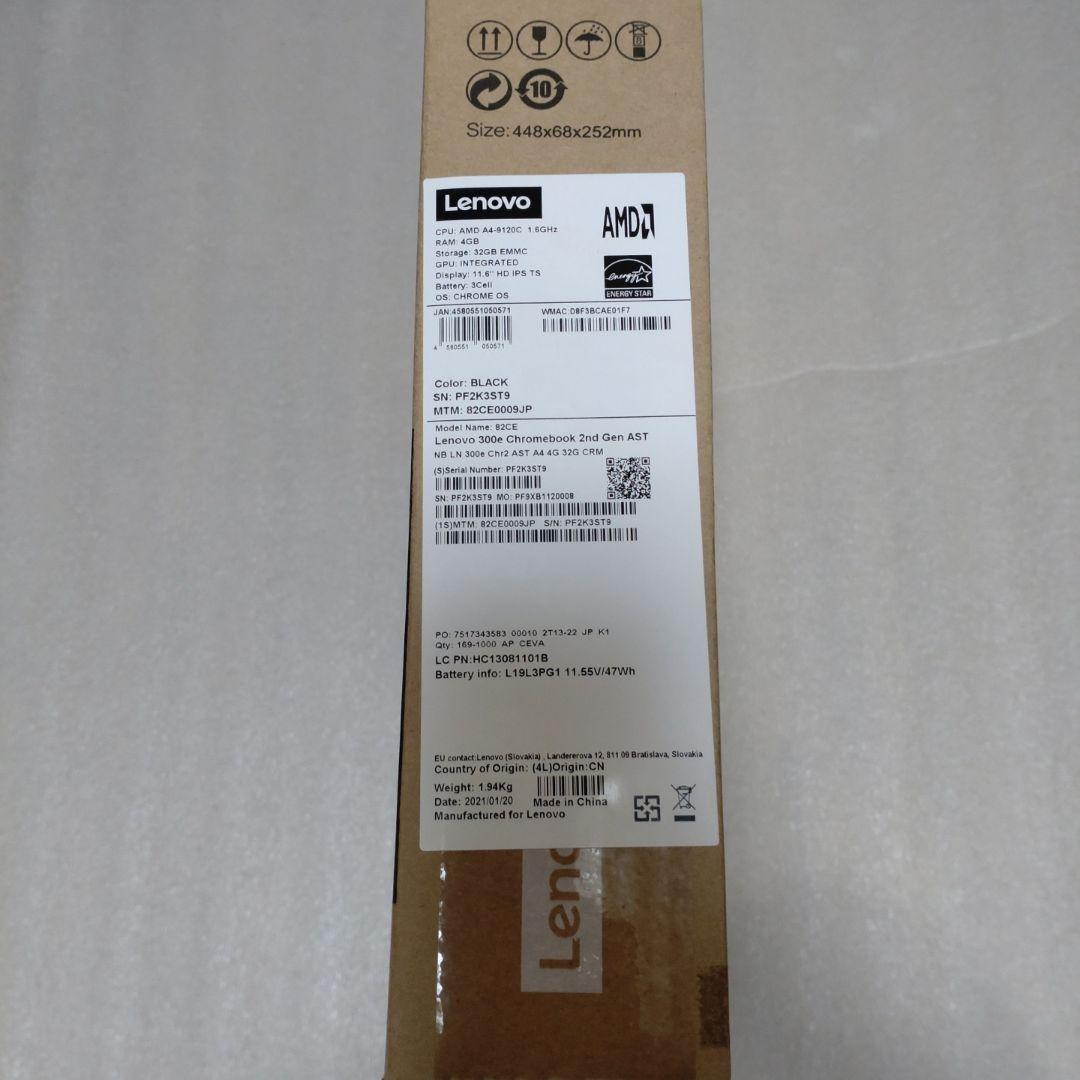 10
Size: 448x68x252mm
Lenovo
AMD
CPU: AMD A4-9120C 1.6GHz
RAM: 4GB
Storage: 32GB EMMC
GPU: INTEGRATED
Display: 11.6'' HD IPS TS
Battery: 3Cell
OS: CHROME OS
energy
ENERGY STAR
JAN:4580551050571
WMAC:D8F3BCAE01F7
4 580551 050571
Color: BLACK
SN: PF2K3ST9
MTM: 82CE0009JP
Model Name: 82CE
Lenovo 300e Chromebook 2nd Gen AST
NB LN 300e Chr2 AST A4 4G 32G CRM
(S)Serial Number: PF2K3ST9
SN: PF2K3ST9 MO: PF9XB1120008
(1S)MTM: 82CE0009JP S/N: PF2K3ST9
PO: 7517343583 00010 2T13-22 JP K1
Qty: 169-1000 AP CEVA
LC PN:HC13081101B
Battery info: L19L3PG1 11.55V/47Wh
EU contact:Lenovo (Slovakia) , Landererova 12, 811 09 Bratislava, Slovakia
Country of Origin: (4L)Origin:CN
Weight: 1.94Kg
Date: 2021/01/20 Made in China
Manufactured for Lenovo
Leno